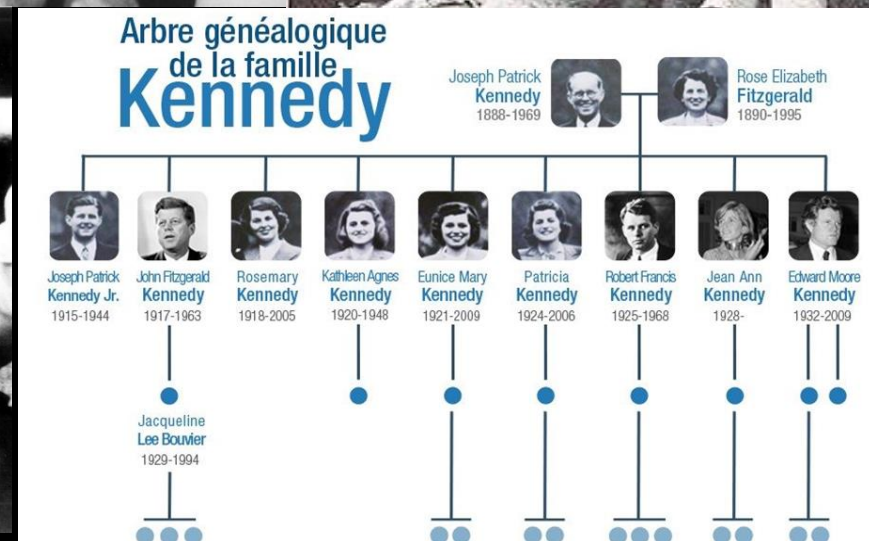 Arbre généalogique
de la famille
Kennedy
Joseph Patrick
Kennedy
1888-1969
Rose Elizabeth
Fitzgerald
1890-1995
Joseph Patrick
Kennedy Jr.
1915-1944
John Fitzgerald
Kennedy
1917-1963
Rosemary
Kennedy
1918-2005
Kathleen Agnes
Kennedy
1920-1948
Eunice Mary
Kennedy
1921-2009
Patricia
Kennedy
1924-2006
Robert Francis
Kennedy
1925-1968
Jean Ann
Kennedy
1928-
Edward Moore
Kennedy
1932-2009
Jacqueline
Lee Bouvier
1929-1994